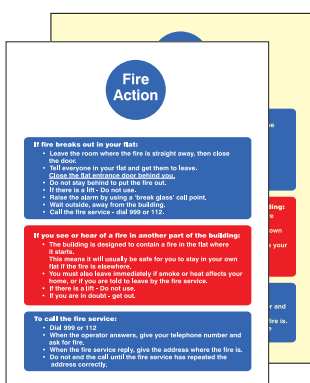 Fire
Action
If fire breaks out in your flat:
• Leave the room where the fire is straight away, then close
the door.
• Tell everyone in your flat and get them to leave.
Close the flat entrance door behind you.
• Do not stay behind to put the fire out.
• If there is a lift - Do not use.
• Raise the alarm by using a 'break glass' call point.
• Wait outside, away from the building.
• Call the fire service - dial 999 or 112.
If you see or hear of a fire in another part of the building:
• The building is designed to contain a fire in the flat where
it starts.
This means it will usually be safe for you to stay in your own
flat if the fire is elsewhere.
• You must also leave immediately if smoke or heat affects your
home, or if you are told to leave by the fire service.
• If there is a lift - Do not use.
• If you are in doubt - get out.
To call the fire service:
• Dial 999 or 112
• When the operator answers, give your telephone number and
ask for fire.
• When the fire service reply, give the address where the fire is.
• Do not end the call until the fire service has repeated the
address correctly.
ding:
own
your
r and
fire is.